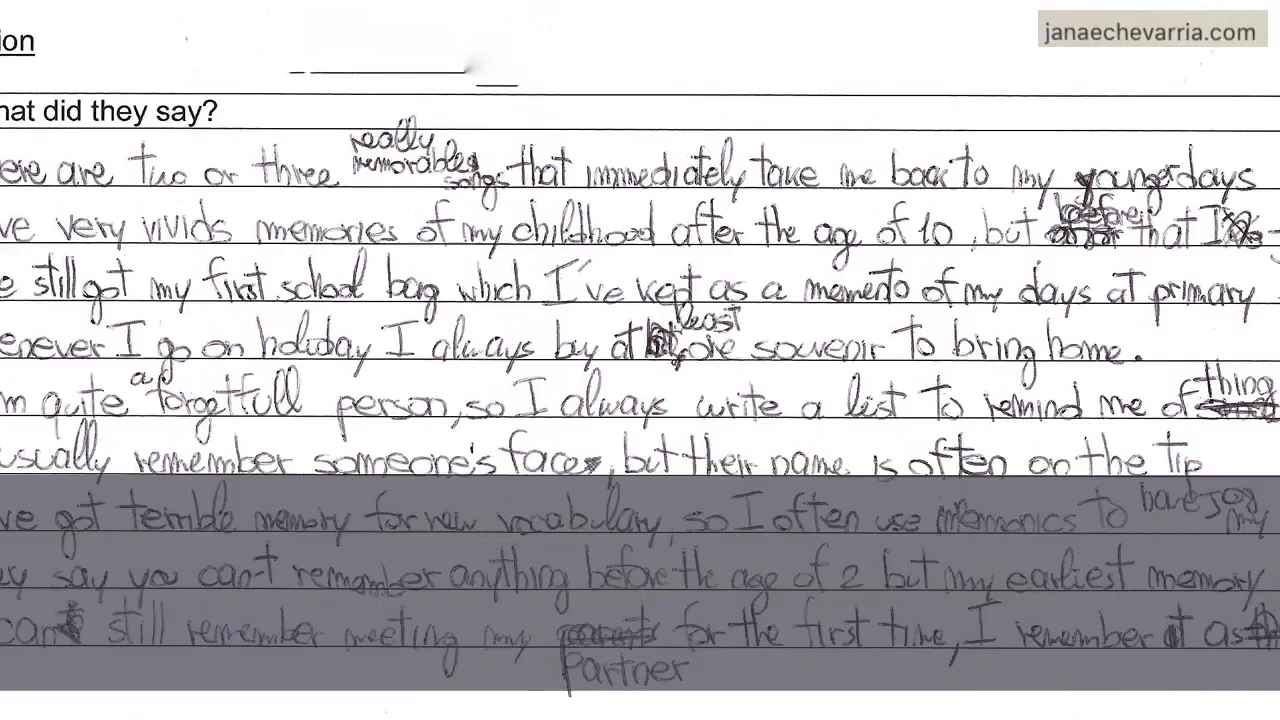 janaechevarria.com
ion
hat did they say?
ere are two or three really memorables songs that immediately take me back to my younger days
ve very vivids memories of my childhood after the age of 10, but before that I
e still got my first school bag which I've kept as a memento of my days at primary
enever I go on holiday I always by at least one souvenir to bring home.
m quite a forgetfull person, so I always write a list to remind me of thing
usually remember someone's face, but their name is often on the tip
ve got terrible memory for new vocabulary, so I often use mnemonics to jog my
ey say you can't remember anything before the age of 2 but my earliest memory
can still remember meeting my partner for the first time, I remember it as